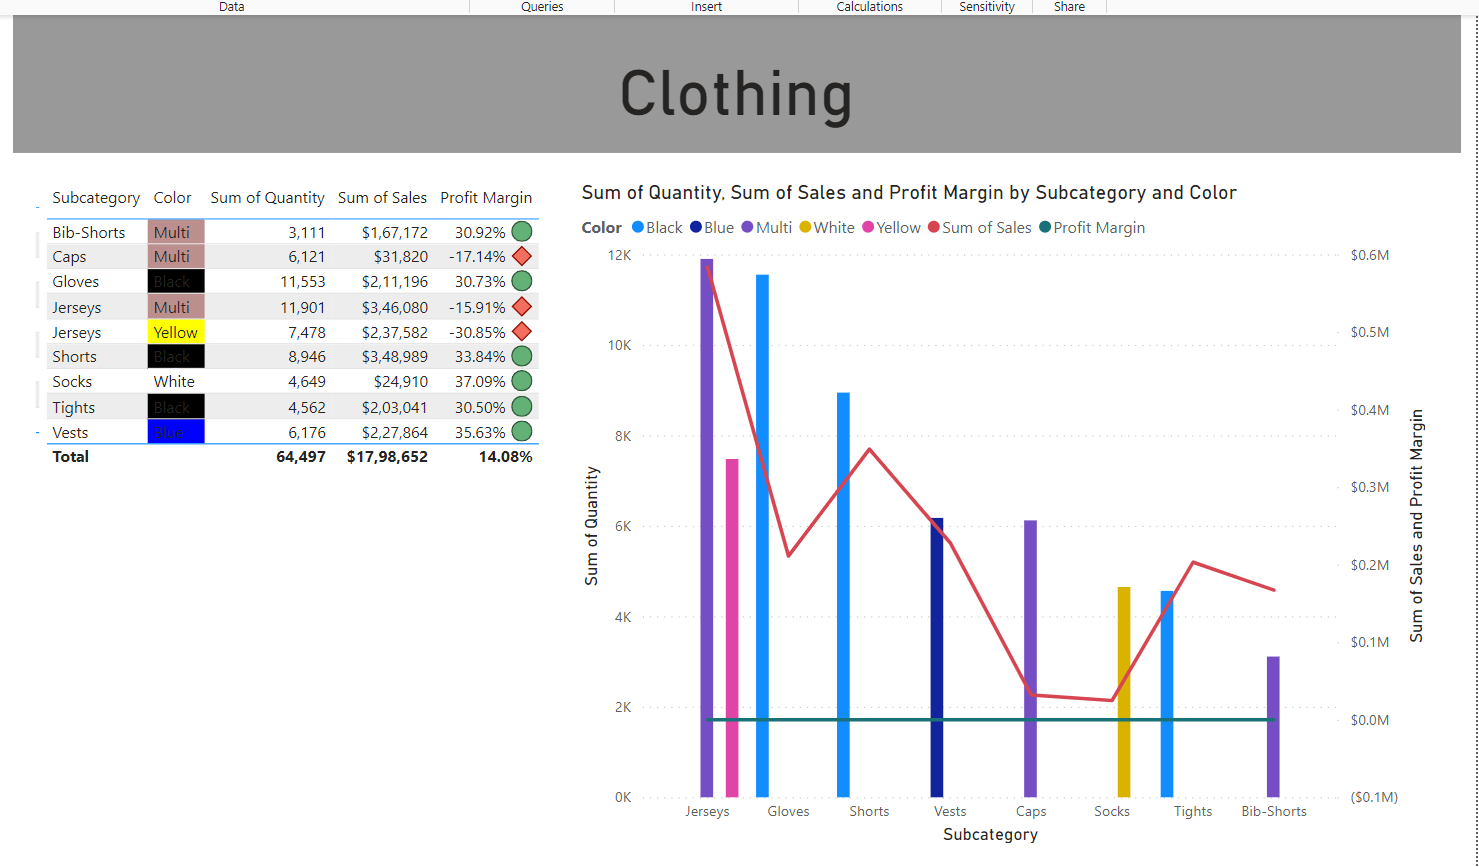 Data Queries Insert Calculations Sensitivity Share
Clothing
Subcategory Color Sum of Quantity Sum of Sales Profit Margin
Bib-Shorts Multi 3,111 $1,67,172 30.92%
Caps Multi 6,121 $31,820 -17.14%
Gloves Black 11,553 $2,11,196 30.73%
Jerseys Multi 11,901 $3,46,080 -15.91%
Jerseys Yellow 7,478 $2,37,582 -30.85%
Shorts Black 8,946 $3,48,989 33.84%
Socks White 4,649 $24,910 37.09%
Tights Black 4,562 $2,03,041 30.50%
Vests Blue 6,176 $2,27,864 35.63%
Total 64,497 $17,98,652 14.08%
Sum of Quantity, Sum of Sales and Profit Margin by Subcategory and Color
Color Black Blue Multi White Yellow Sum of Sales Profit Margin
12K
10K
8K
6K
4K
2K
0K
Sum of Quantity
$0.6M
$0.5M
$0.4M
$0.3M
$0.2M
$0.1M
$0.0M
($0.1M)
Sum of Sales and Profit Margin
Jerseys Gloves Shorts Vests Caps Socks Tights Bib-Shorts
Subcategory